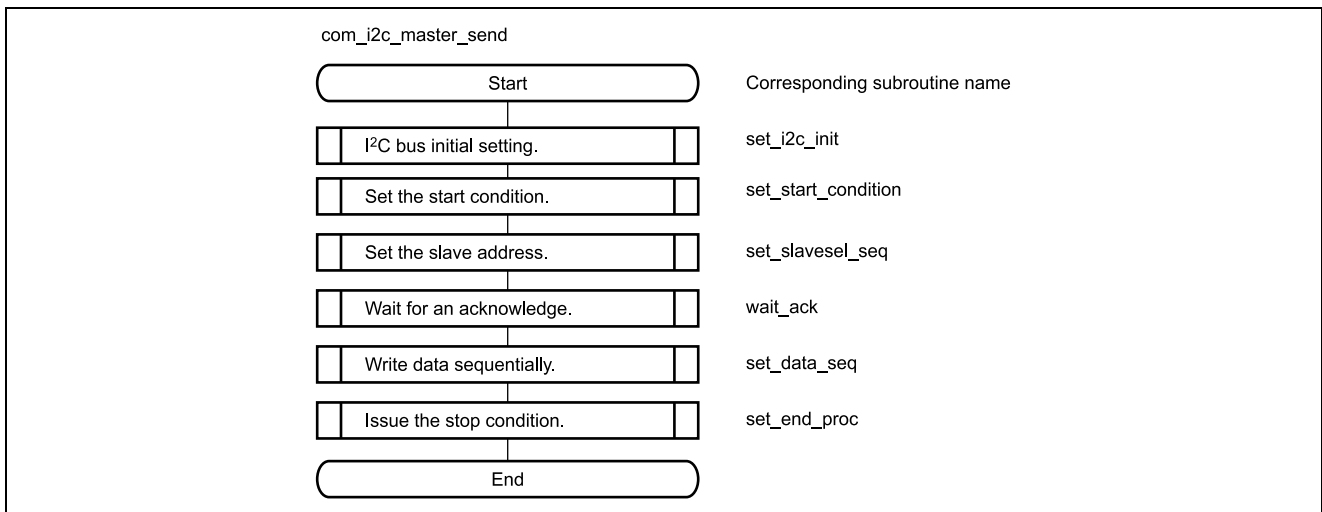 com_i2c_master_send
Start Corresponding subroutine name
I²C bus initial setting. set_i2c_init
Set the start condition. set_start_condition
Set the slave address. set_slavesel_seq
Wait for an acknowledge. wait_ack
Write data sequentially. set_data_seq
Issue the stop condition. set_end_proc
End